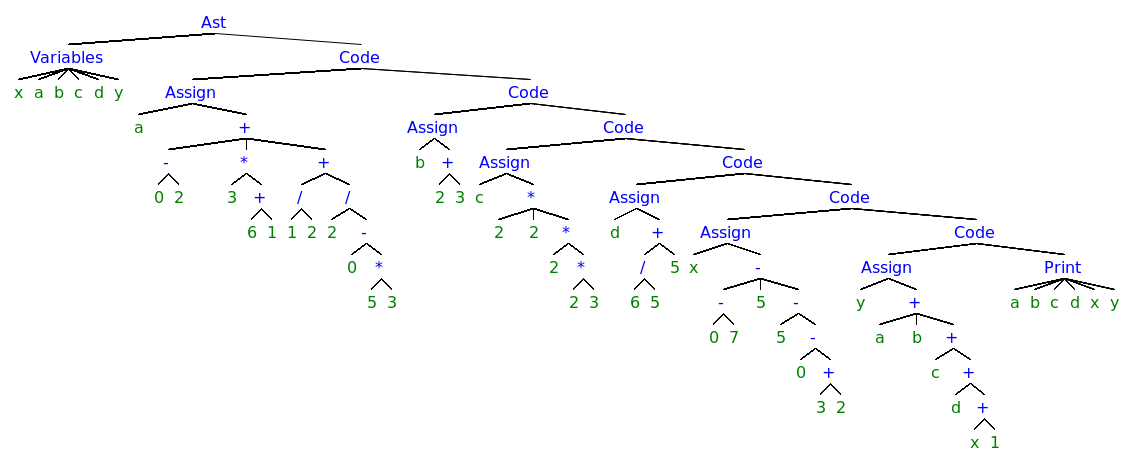 Ast
Variables Code
x a b c d y Assign Code
a + Assign Code
- * + b + Assign Code
0 2 3 + / / 2 3 c * Assign Code
6 1 1 2 2 - 2 2 * d + Assign Code
0 * 2 * / 5 x - Assign Print
5 3 2 3 6 5 - 5 - y + a b c d x y
0 7 5 - a b +
0 + c +
3 2 d +
x 1